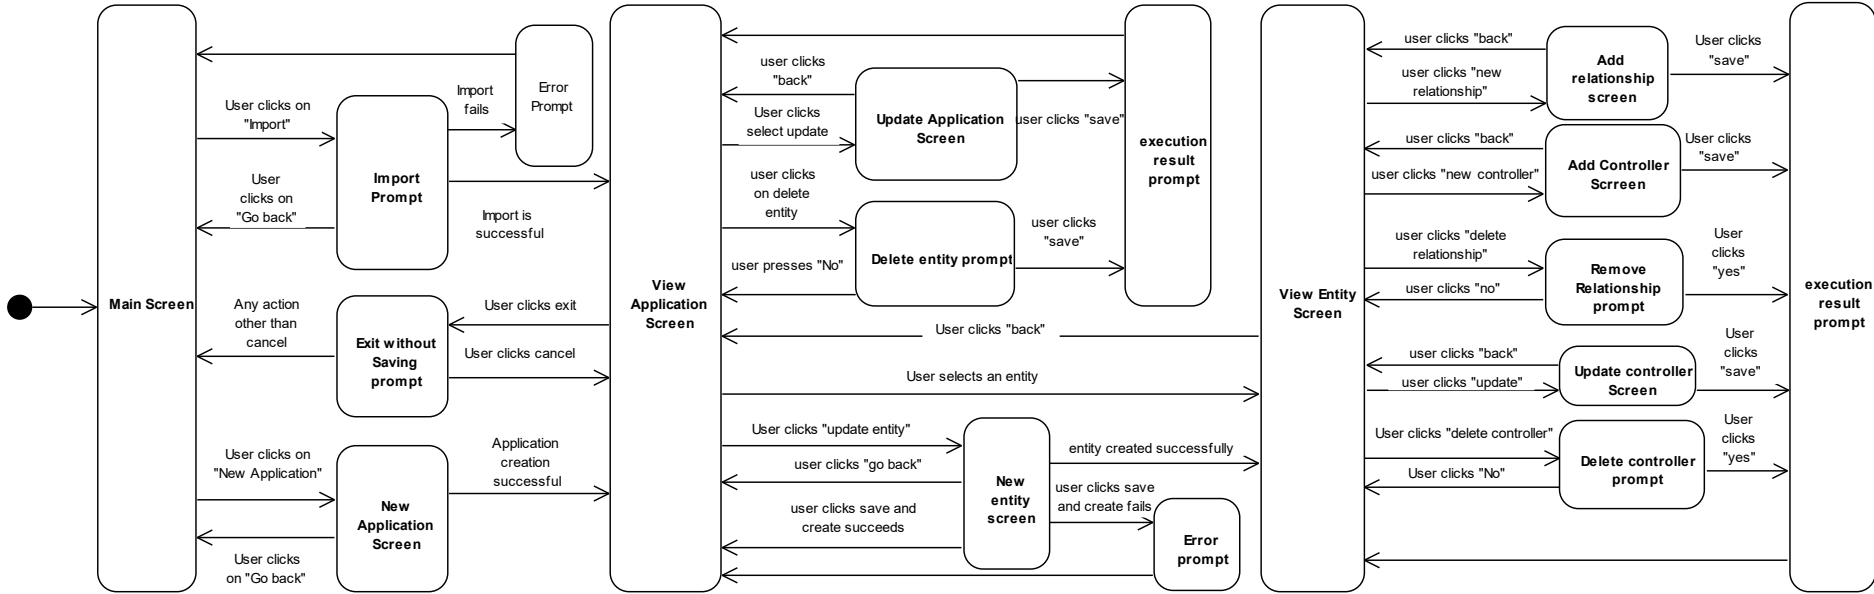 Main Screen
User clicks on
"Import"
User
clicks on
"Go back"
Import
Prompt
Import
fails
Error
Prompt
Import is
successful
Any action
other than
cancel
Exit without
Saving
prompt
User clicks exit
User clicks cancel
User clicks on
"New Application"
User clicks
on "Go back"
New
Application
Screen
Application
creation
successful
View
Application
Screen
user clicks
"back"
User clicks
select update
Update Application
Screen
user clicks "save"
user clicks
on delete
entity
user presses "No"
Delete entity prompt
user clicks
"save"
execution
result
prompt
User clicks "back"
User selects an entity
User clicks "update entity"
user clicks "go back"
user clicks save and
create succeeds
New
entity
screen
entity created successfully
user clicks save
and create fails
Error
prompt
View Entity
Screen
user clicks "back"
user clicks "new
relationship"
Add
relationship
screen
User clicks
"save"
user clicks "back"
user clicks "new controller"
Add Controller
Scrreen
User clicks
"save"
user clicks "delete
relationship"
user clicks "no"
Remove
Relationship
prompt
User
clicks
"yes"
user clicks "back"
user clicks "update"
Update controller
Screen
User
clicks
"save"
User clicks "delete controller"
User clicks "No"
Delete controller
prompt
User
clicks
"yes"
execution
result
prompt